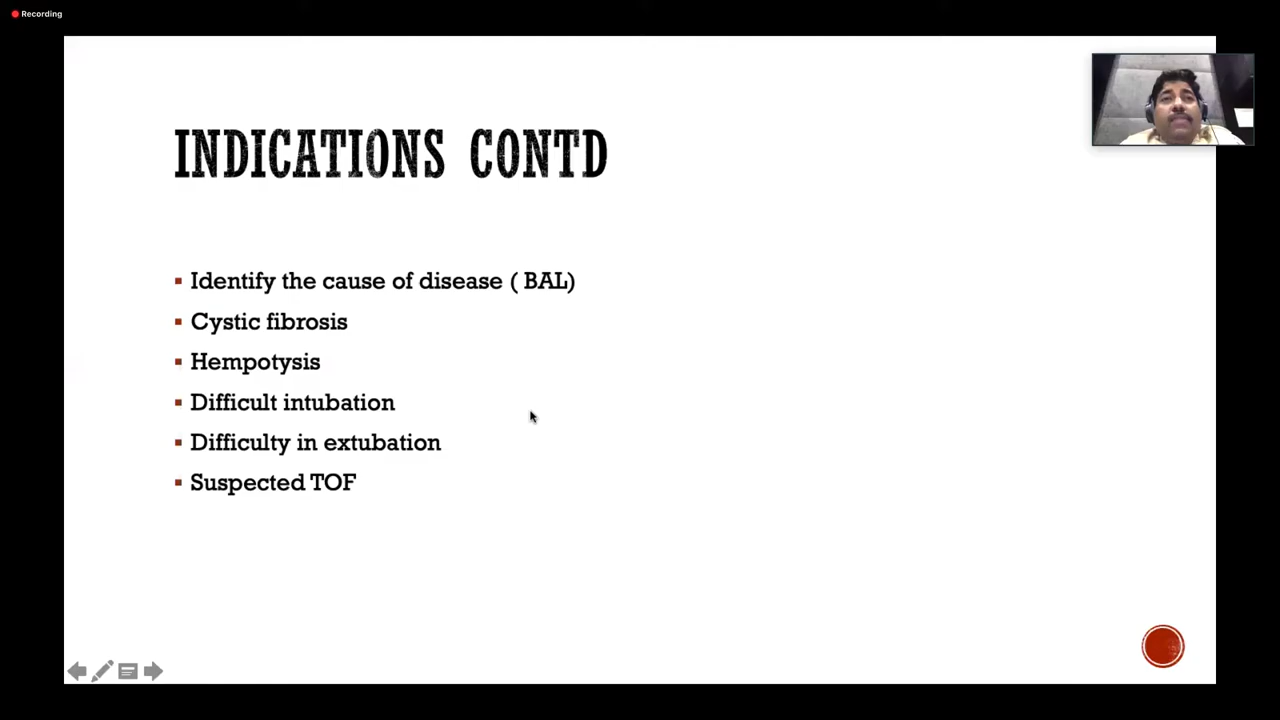 Recording
INDICATIONS CONTD
Identify the cause of disease ( BAL)
Cystic fibrosis
Hempotysis
Difficult intubation
Difficulty in extubation
Suspected TOF